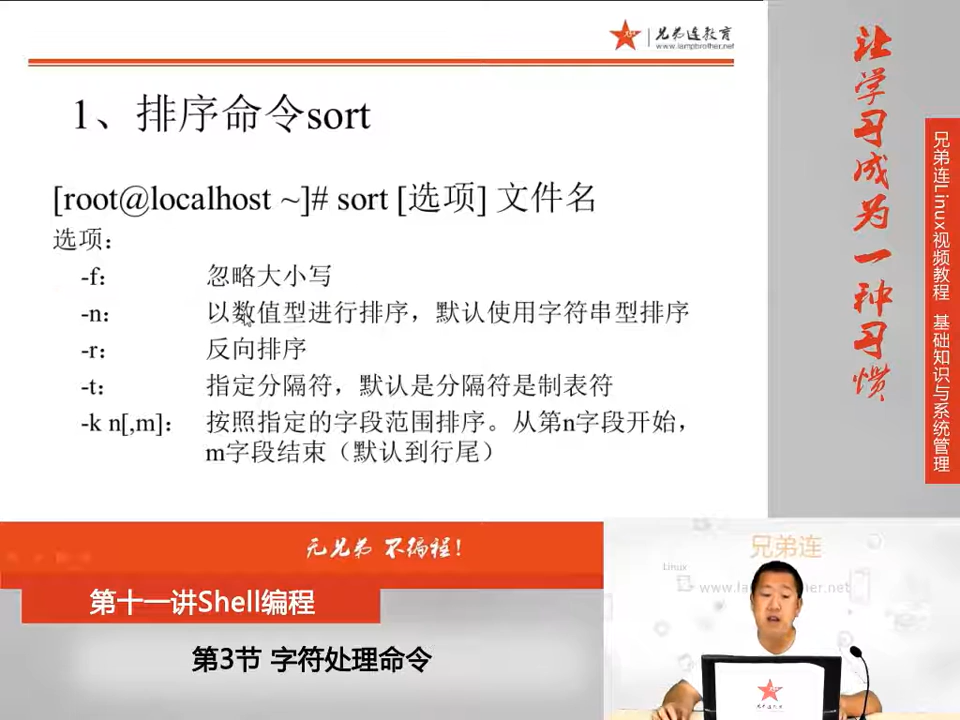 兄弟连教育
www.lampbrother.net
1、排序命令sort
[root@localhost ~]# sort [选项] 文件名
选项:
-f: 忽略大小写
-n: 以数值型进行排序，默认使用字符串型排序
-r: 反向排序
-t: 指定分隔符，默认是分隔符是制表符
-k n[,m]: 按照指定的字段范围排序。从第n字段开始，
m字段结束（默认到行尾）
让学习成为一种习惯
兄弟连Linux视频教程 基础知识与系统管理
无兄弟 不编程！
第十一讲Shell编程
第3节 字符处理命令
兄弟连
Linux
兄弟连教育